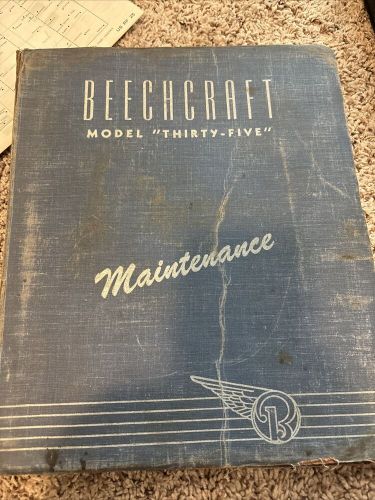 BEECHCRAFT
MODEL "THIRTY-FIVE"
Maintenance
B